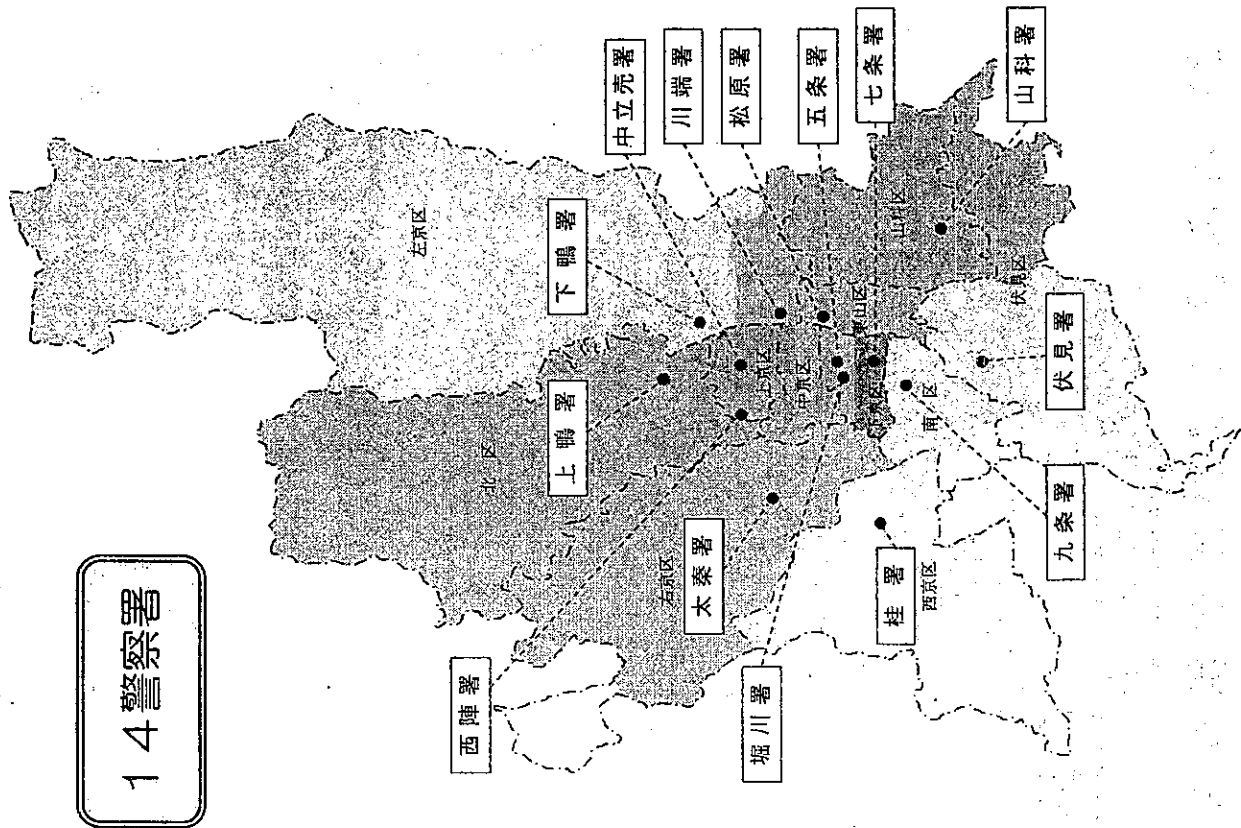 14警察署
中立売署
川端署
松原署
五条署
七条署
山科署
下鴨署
上鴨署
西陣署
太秦署
堀川署
桂署
九条署
伏見署
左京区
北区
右京区
上京区
中京区
東山区
山科区
下京区
南区
伏見区
西京区